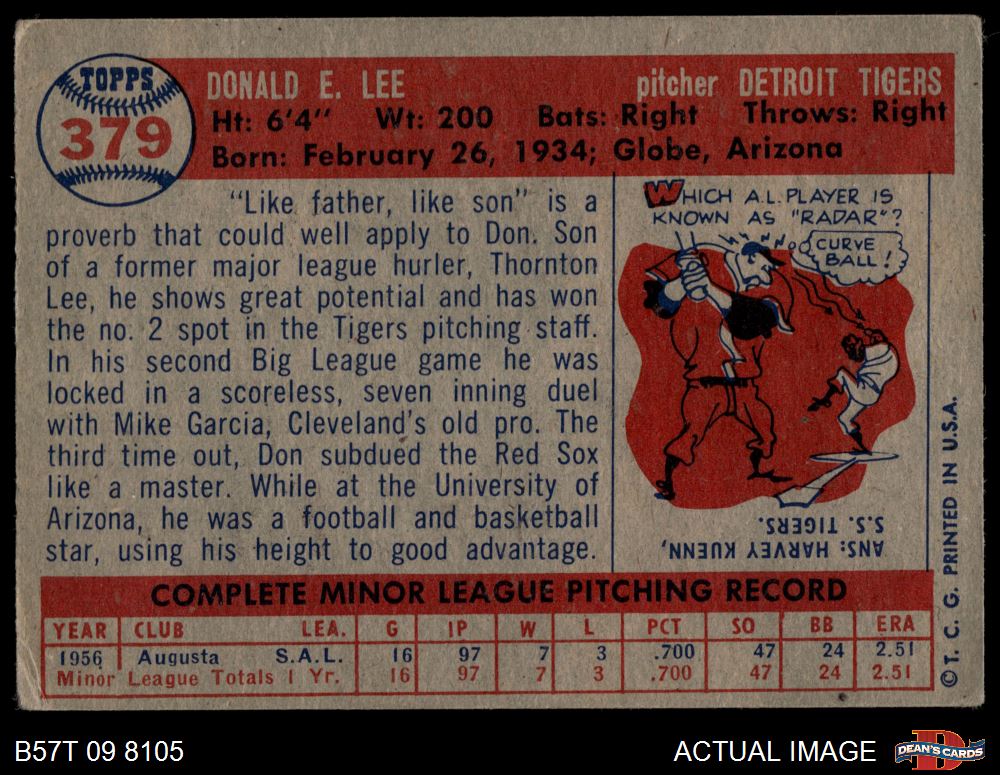 TOPPS
379
DONALD E. LEE pitcher DETROIT TIGERS
Ht: 6'4" Wt: 200 Bats: Right Throws: Right
Born: February 26, 1934; Globe, Arizona
"Like father, like son" is a
proverb that could well apply to Don. Son
of a former major league hurler, Thornton
Lee, he shows great potential and has won
the no. 2 spot in the Tigers pitching staff.
In his second Big League game he was
locked in a scoreless, seven inning duel
with Mike Garcia, Cleveland's old pro. The
third time out, Don subdued the Red Sox
like a master. While at the University of
Arizona, he was a football and basketball
star, using his height to good advantage.
WHICH A.L. PLAYER IS
KNOWN AS "RADAR"?
CURVE
BALL!
ANS: HARVEY KUENN,
S.S. TIGERS.
© T. C. G. PRINTED IN U.S.A.
COMPLETE MINOR LEAGUE PITCHING RECORD
YEAR CLUB LEA. G IP W L PCT SO BB ERA
1956 Augusta S.A.L. 16 97 7 3 .700 47 24 2.51
Minor League Totals 1 Yr. 16 97 7 3 .700 47 24 2.51
B57T 09 8105 ACTUAL IMAGE
D
DEAN'S CARDS